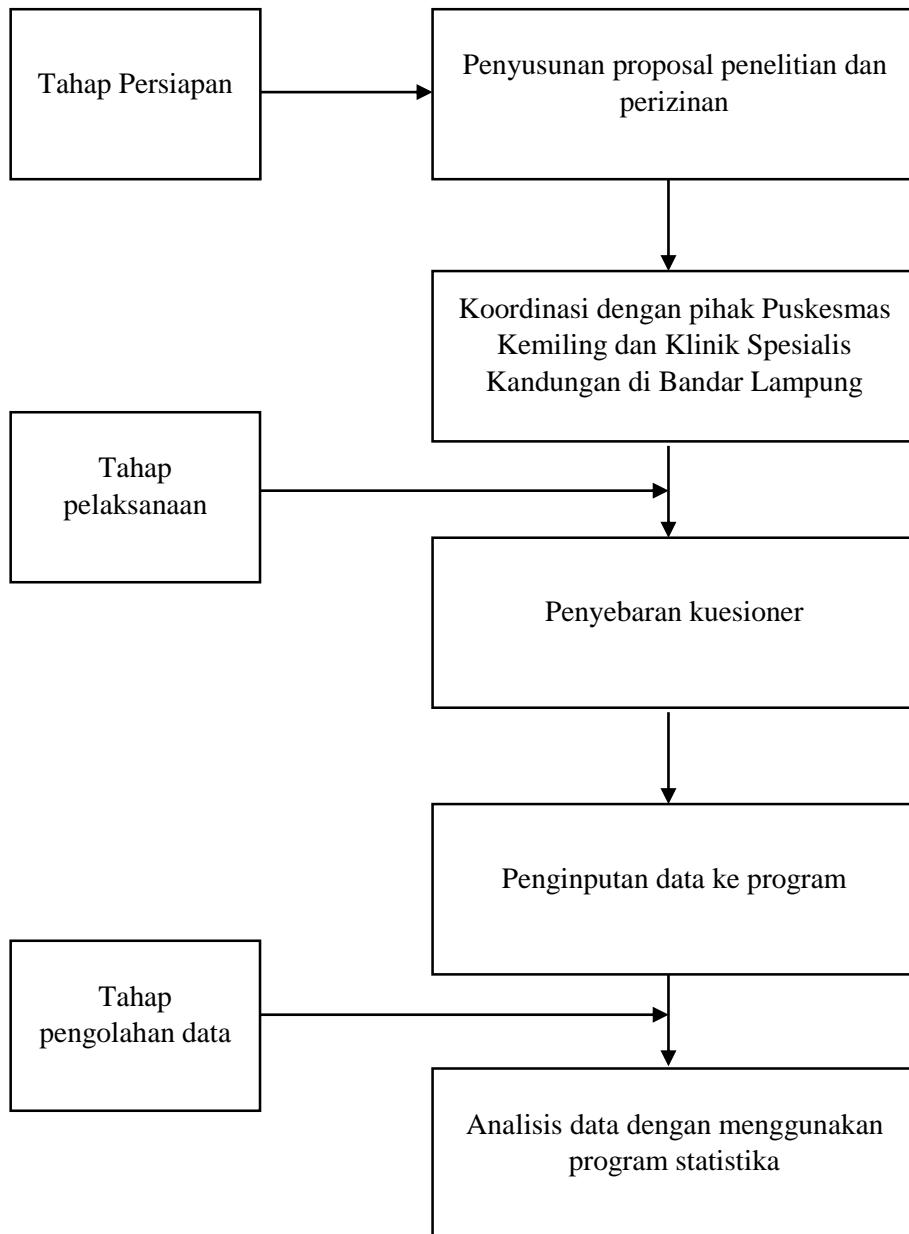 Tahap Persiapan
Penyusunan proposal penelitian dan
perizinan
Koordinasi dengan pihak Puskesmas
Kemiling dan Klinik Spesialis
Kandungan di Bandar Lampung
Tahap
pelaksanaan
Penyebaran kuesioner
Penginputan data ke program
Tahap
pengolahan data
Analisis data dengan menggunakan
program statistika